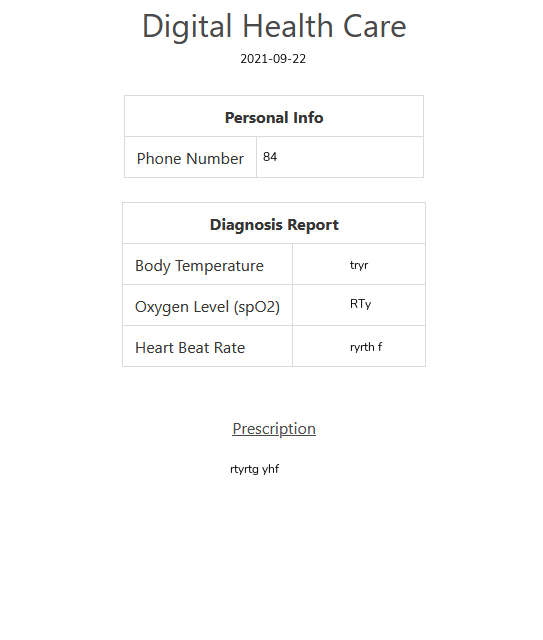 Digital Health Care
2021-09-22
Personal Info
Phone Number 84
Diagnosis Report
Body Temperature tryr
Oxygen Level (spO2) RTy
Heart Beat Rate ryrth f
Prescription
rtyrtg yhf